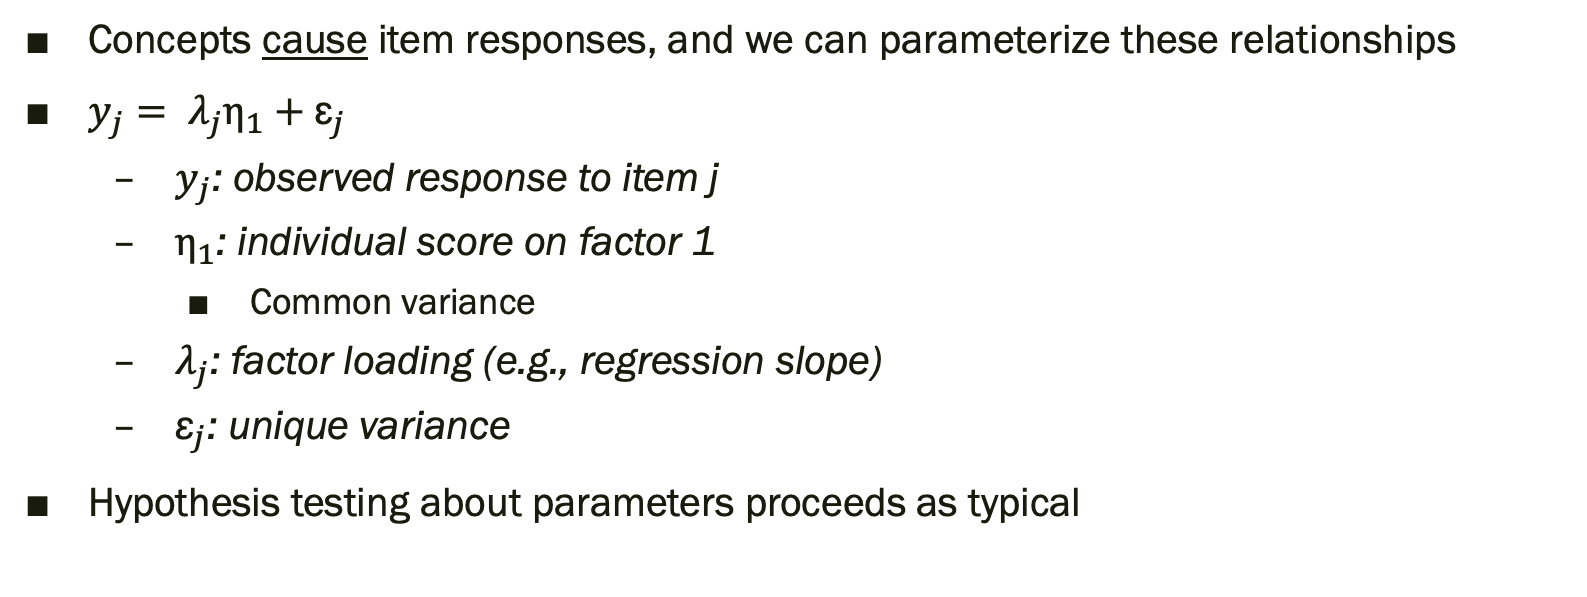 ■ Concepts cause item responses, and we can parameterize these relationships
■ yⱼ = λⱼη₁ + εⱼ
– yⱼ: observed response to item j
– η₁: individual score on factor 1
■ Common variance
– λⱼ: factor loading (e.g., regression slope)
– εⱼ: unique variance
■ Hypothesis testing about parameters proceeds as typical